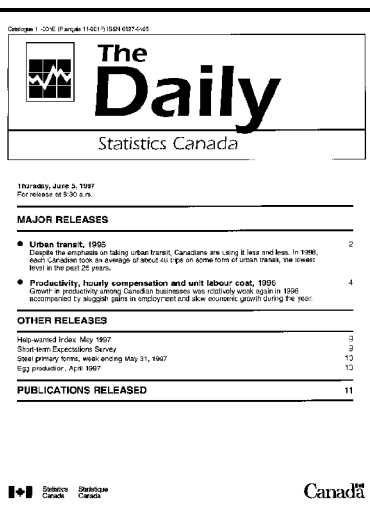 Catalogue 11-001E (Français 11-001F) ISSN 0827-0465
The
Daily
Statistics Canada
Thursday, June 5, 1997
For release at 8:30 a.m.
MAJOR RELEASES
● Urban transit, 1996 2
Despite the emphasis on taking urban transit, Canadians are using it less and less. In 1996,
each Canadian took an average of about 40 trips on some form of urban transit, the lowest
level in the past 25 years.
● Productivity, hourly compensation and unit labour cost, 1996 4
Growth in productivity among Canadian businesses was relatively weak again in 1996
accompanied by sluggish gains in employment and slow economic growth during the year.
OTHER RELEASES
Help-wanted Index, May 1997 9
Short-term Expectations Survey 9
Steel primary forms, week ending May 31, 1997 10
Egg production, April 1997 10
PUBLICATIONS RELEASED 11
Statistics Statistique
Canada Canada
Canada